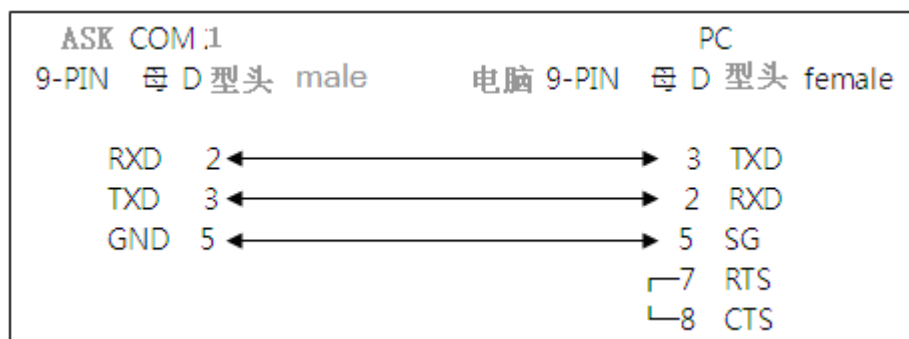 ASK COM :1 PC
9-PIN 母 D 型头 male 电脑 9-PIN 母 D 型头 female
RXD 2 3 TXD
TXD 3 2 RXD
GND 5 5 SG
7 RTS
8 CTS